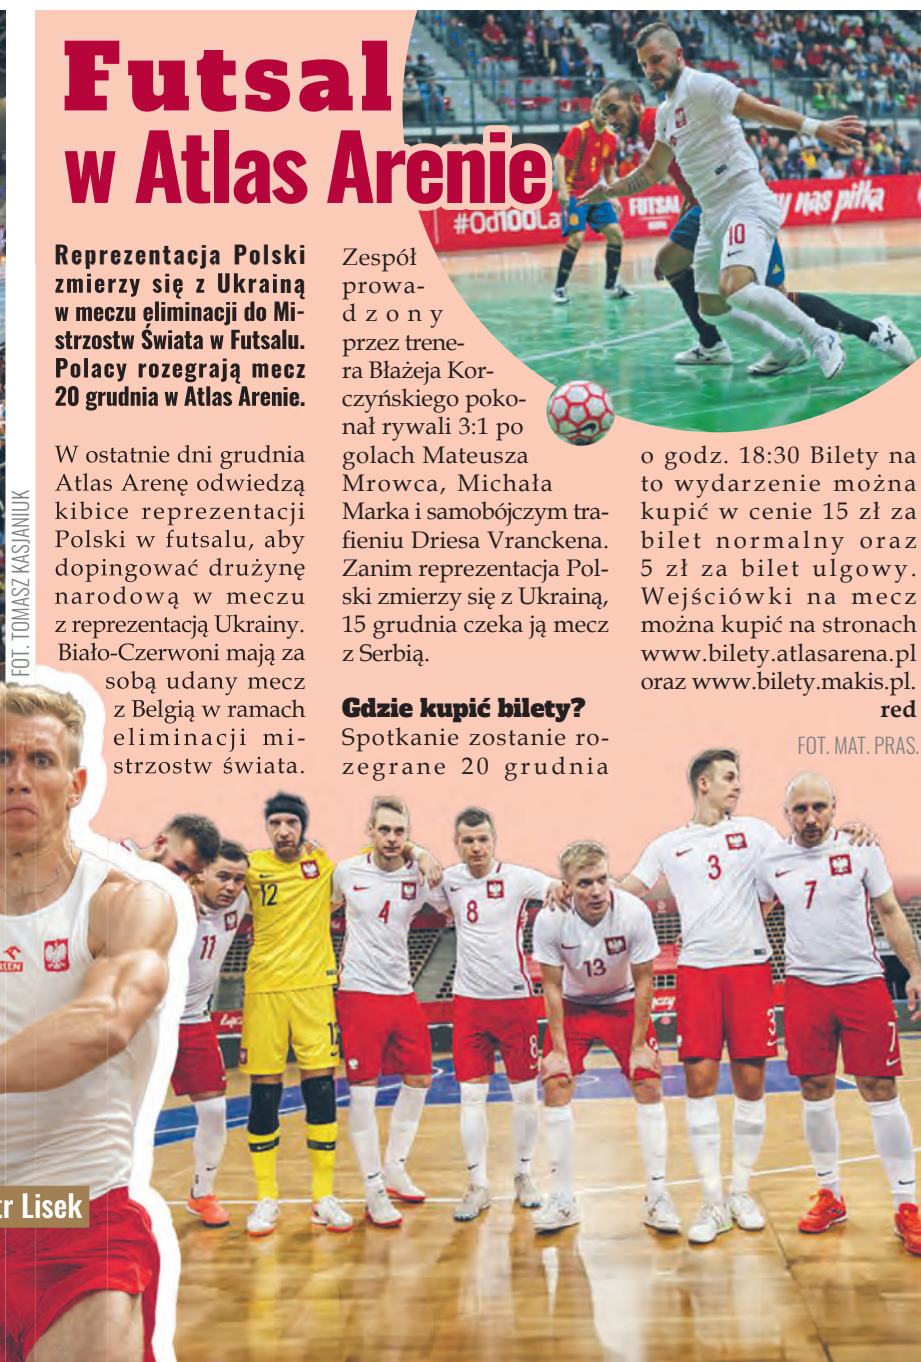 Futsal
w Atlas Arenie
Reprezentacja Polski
zmierzy się z Ukrainą
w meczu eliminacji do Mi-
strzostw Świata w Futsalu.
Polacy rozegrają mecz
20 grudnia w Atlas Arenie.
W ostatnie dni grudnia
Atlas Arenę odwiedzą
kibice reprezentacji
Polski w futsalu, aby
dopingować drużynę
narodową w meczu
z reprezentacją Ukrainy.
Biało-Czerwoni mają za
sobą udany mecz
z Belgią w ramach
eliminacji mi-
strzostw świata.
Zespół
prowa-
dzony
przez trene-
ra Błażeja Kor-
czyńskiego poko-
nał rywali 3:1 po
golach Mateusza
Mrowca, Michała
Marka i samobójczym tra-
fieniu Driesa Vranckena.
Zanim reprezentacja Pol-
ski zmierzy się z Ukrainą,
15 grudnia czeka ją mecz
z Serbią.
Gdzie kupić bilety?
Spotkanie zostanie ro-
zegrane 20 grudnia
o godz. 18:30 Bilety na
to wydarzenie można
kupić w cenie 15 zł za
bilet normalny oraz
5 zł za bilet ulgowy.
Wejściówki na mecz
można kupić na stronach
www.bilety.atlasarena.pl
oraz www.bilety.makis.pl.
red
FOT. MAT. PRAS.
FOT. TOMASZ KASJANIUK
#Od100La
FUTSAL
nas piłka
10
11
12
4
8
8
13
3
3
7
7
tr Lisek